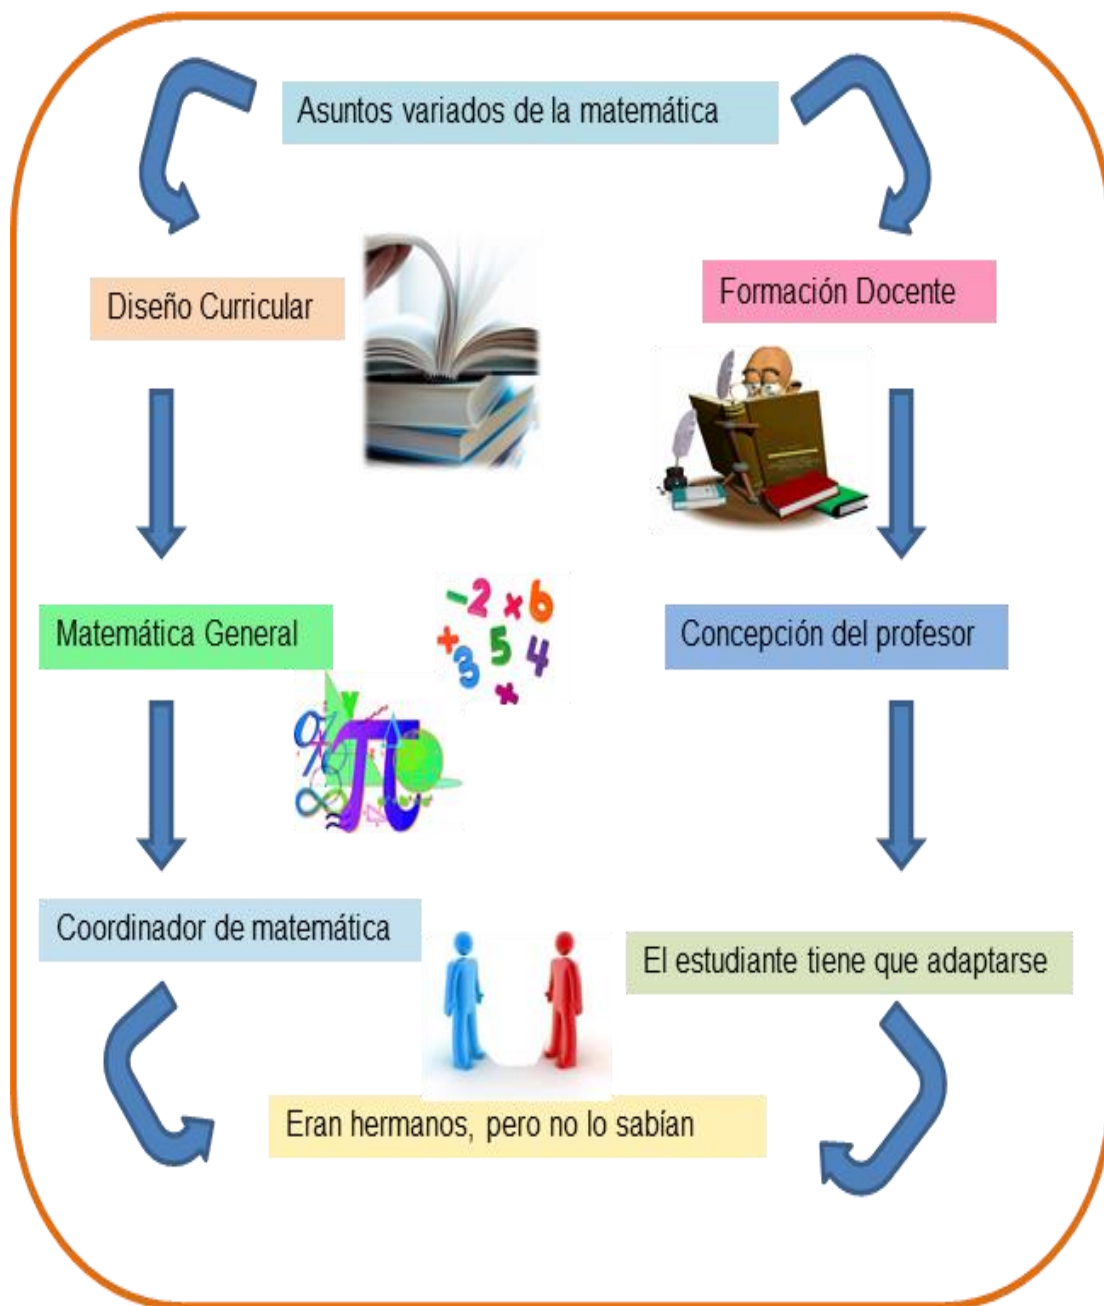 Asuntos variados de la matemática
Diseño Curricular
Formación Docente
Matemática General
Concepción del profesor
Coordinador de matemática
El estudiante tiene que adaptarse
Eran hermanos, pero no lo sabían